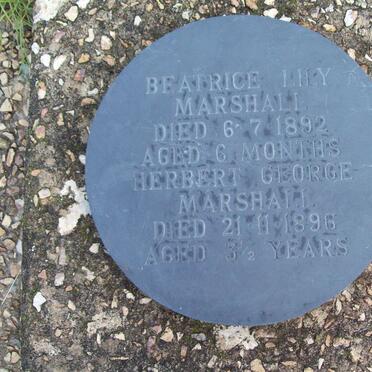 BEATRICE LILY
MARSHALL
DIED 6·7·1892
AGED 6 MONTHS
HERBERT GEORGE
MARSHALL
DIED 21·11·1896
AGED 3½ YEARS